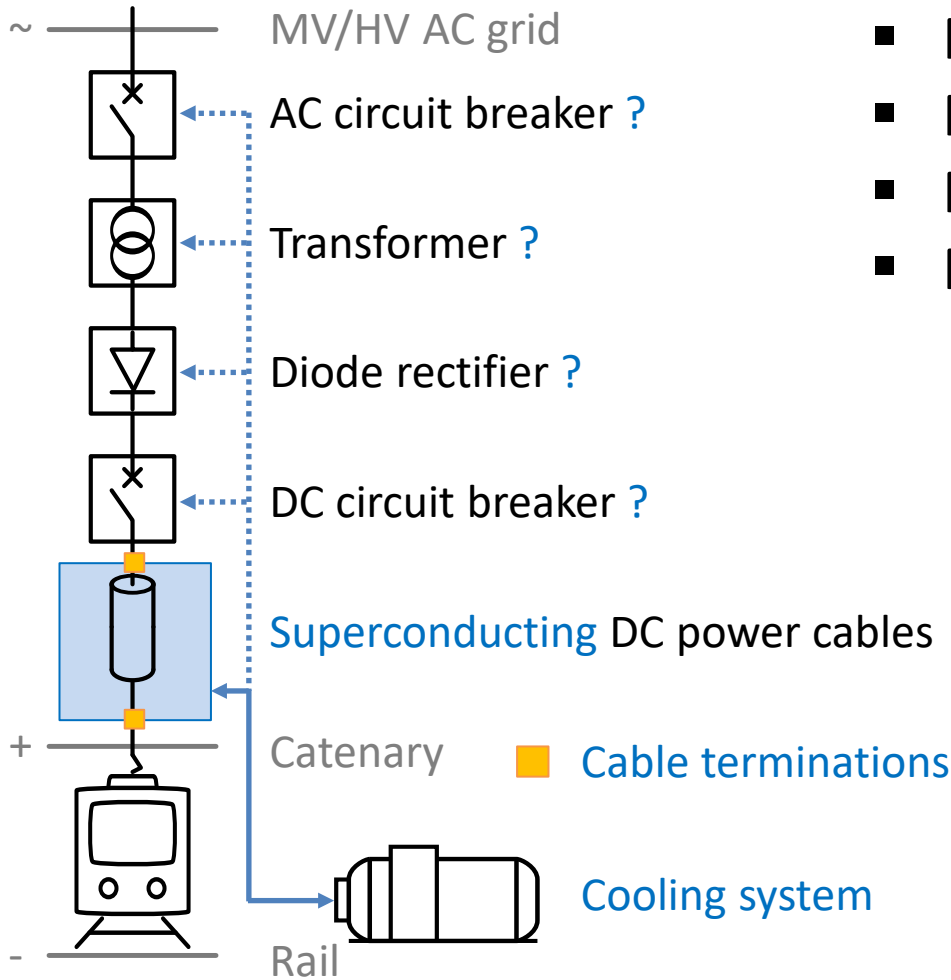 ~ MV/HV AC grid
AC circuit breaker ?
Transformer ?
Diode rectifier ?
DC circuit breaker ?
Superconducting DC power cables
+ Catenary
Cable terminations
Cooling system
- Rail